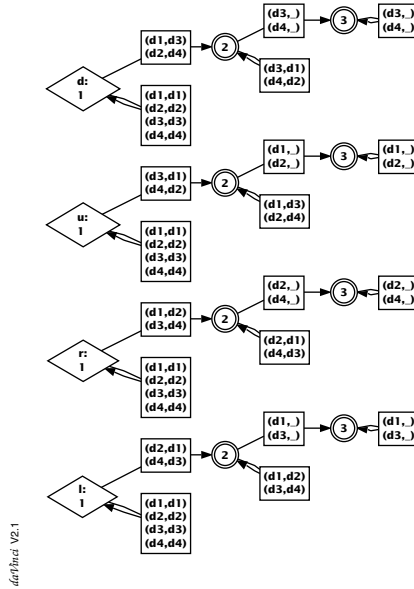 (d1,d3)
(d2,d4)
2
(d3,_)
(d4,_)
3
(d3,_)
(d4,_)
d:
1
(d1,d1)
(d2,d2)
(d3,d3)
(d4,d4)
(d3,d1)
(d4,d2)
(d3,d1)
(d4,d2)
2
(d1,_)
(d2,_)
3
(d1,_)
(d2,_)
u:
1
(d1,d1)
(d2,d2)
(d3,d3)
(d4,d4)
(d1,d3)
(d2,d4)
(d1,d2)
(d3,d4)
2
(d2,_)
(d4,_)
3
(d2,_)
(d4,_)
r:
1
(d1,d1)
(d2,d2)
(d3,d3)
(d4,d4)
(d2,d1)
(d4,d3)
(d2,d1)
(d4,d3)
2
(d1,_)
(d3,_)
3
(d1,_)
(d3,_)
l:
1
(d1,d1)
(d2,d2)
(d3,d3)
(d4,d4)
(d1,d2)
(d3,d4)
daVinci V2.1